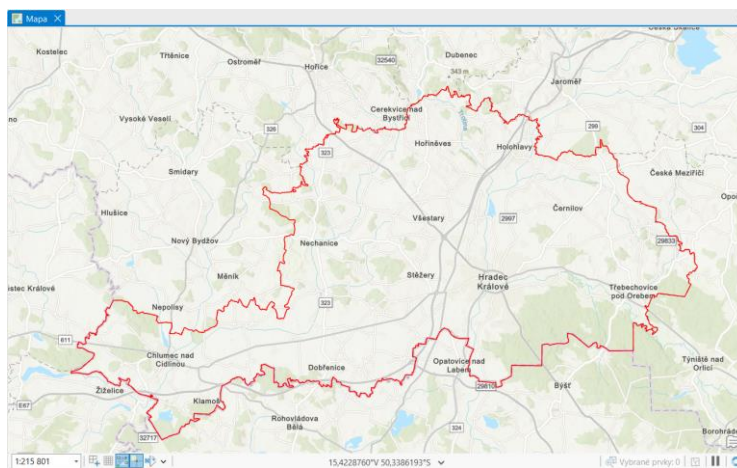 Mapa
Česká Skalice
Kostelec
Třtěnice
Ostroměř
Hořice
32540
Dubenec
343 m
Jaroměř
Cerekvice nad
Bystřicí
Trotina
Vysoké Veselí
326
323
Hořiněves
Holohlavy
299
304
Smidary
České Meziříčí
Hlušice
Všestary
2997
Černilov
Nový Bydžov
Nechanice
29833
Měník
Stěžery
Hradec
Králové
Třebechovice
pod Orebem
Nepolisy
323
611
Chlumec nad
Cidlinou
Dobřenice
Opatovice nad
Labem
Týniště nad
Orlicí
Žiželice
Klamoš
29810
Býšť
E67
Rohovládova
Bělá
324
32717
1:215 801
15,4228760°V 50,3386193°S
Vybrané prvky: 0